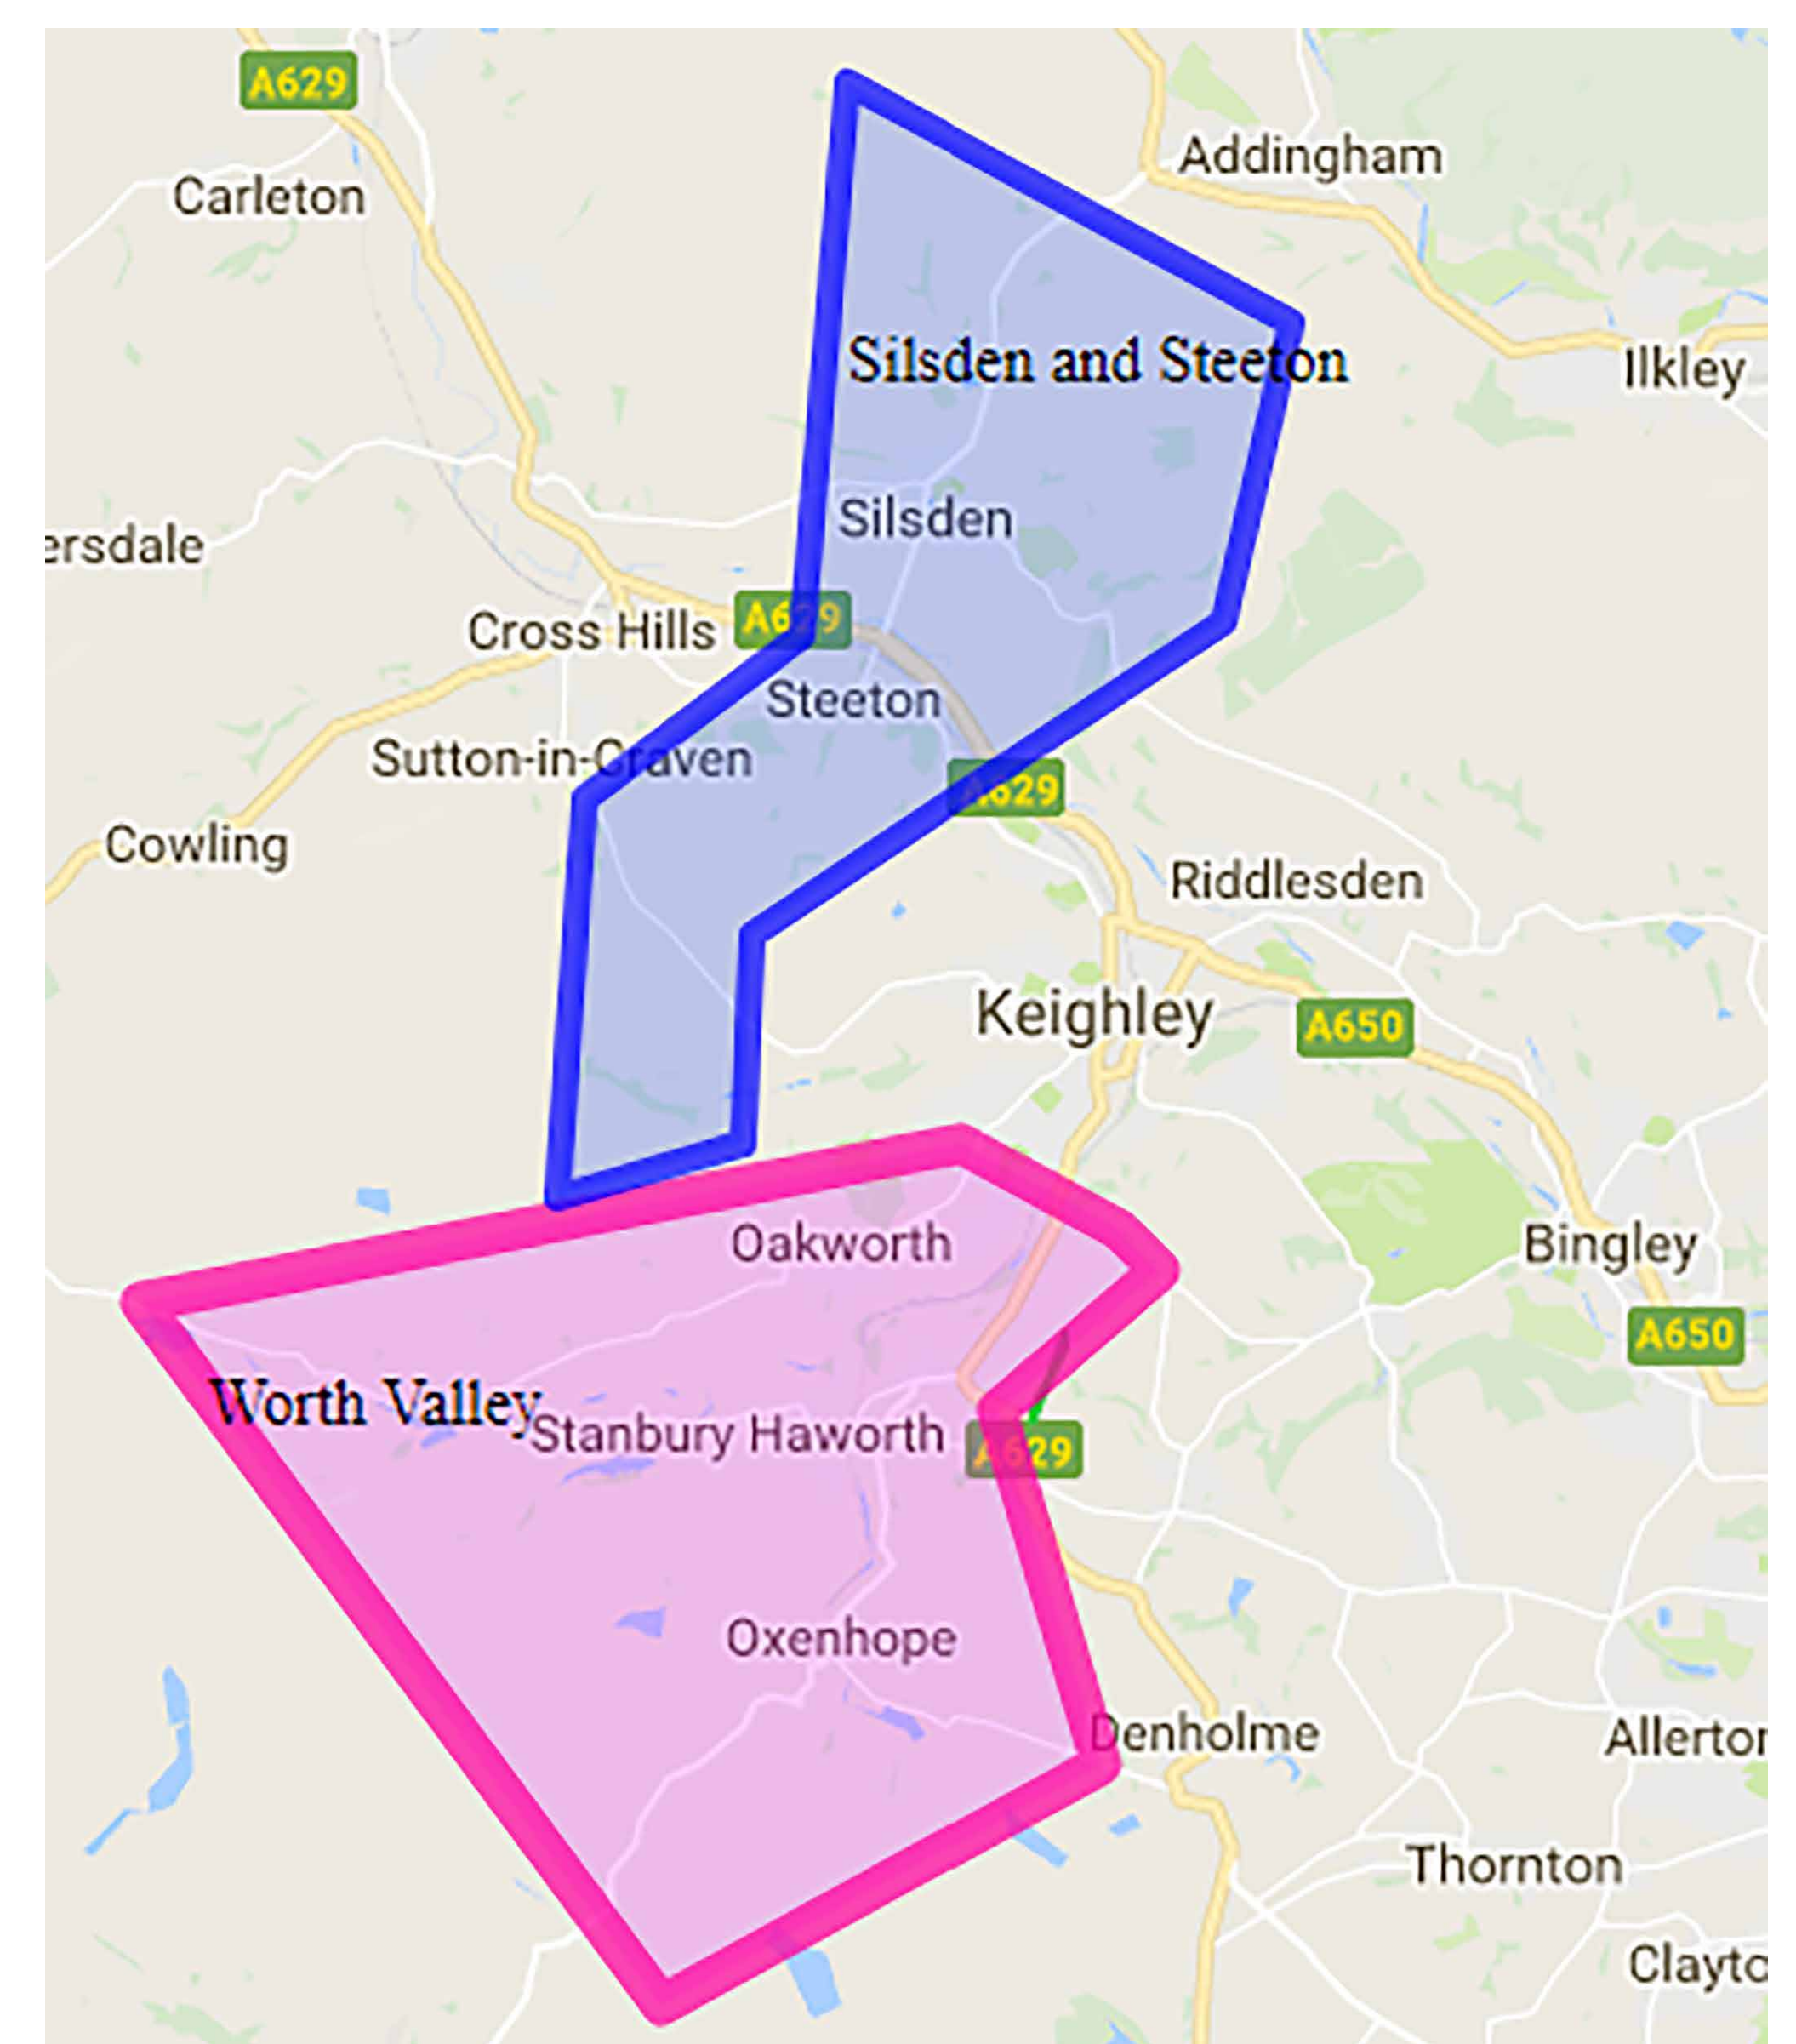 A629
Addingham
Carleton
Silsden and Steeton
Ilkley
Silsden
ersdale
A629
Cross Hills
Steeton
Sutton-in-Craven
A629
Cowling
Riddlesden
Keighley
A650
Oakworth
Bingley
A650
Worth Valley
Stanbury Haworth
A629
Oxenhope
Denholme
Allerton
Thornton
Clayto